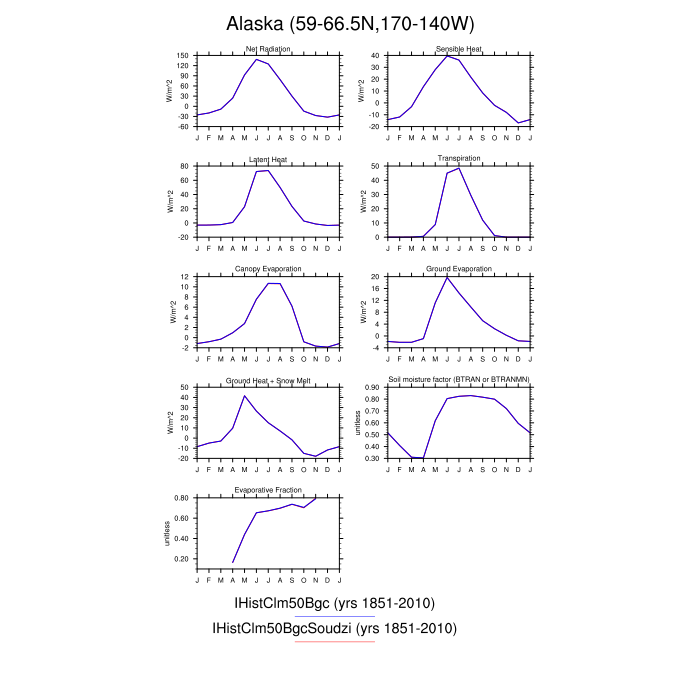 Alaska (59-66.5N,170-140W)
Net Radiation
W/m^2
150
120
90
60
30
0
-30
-60
J F M A M J J A S O N D J
Sensible Heat
W/m^2
40
30
20
10
0
-10
-20
J F M A M J J A S O N D J
Latent Heat
W/m^2
80
60
40
20
0
-20
J F M A M J J A S O N D J
Transpiration
W/m^2
50
40
30
20
10
0
J F M A M J J A S O N D J
Canopy Evaporation
W/m^2
12
10
8
6
4
2
0
-2
J F M A M J J A S O N D J
Ground Evaporation
W/m^2
20
16
12
8
4
0
-4
J F M A M J J A S O N D J
Ground Heat + Snow Melt
W/m^2
50
40
30
20
10
0
-10
-20
J F M A M J J A S O N D J
Soil moisture factor (BTRAN or BTRANMN)
unitless
0.90
0.80
0.70
0.60
0.50
0.40
0.30
J F M A M J J A S O N D J
Evaporative Fraction
unitless
0.80
0.60
0.40
0.20
J F M A M J J A S O N D J
IHistClm50Bgc (yrs 1851-2010)
IHistClm50BgcSoudzi (yrs 1851-2010)